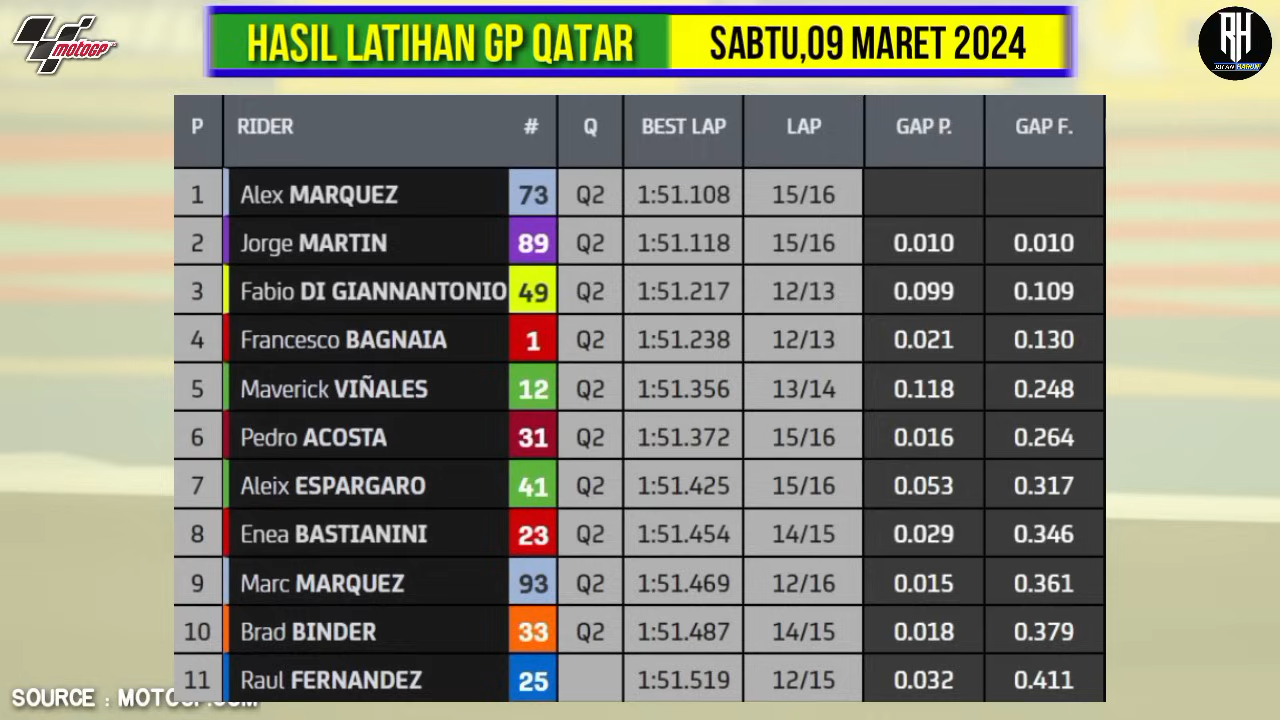 motogp
HASIL LATIHAN GP QATAR
SABTU,09 MARET 2024
RH
P RIDER # Q BEST LAP LAP GAP P. GAP F.
1 Alex MARQUEZ 73 Q2 1:51.108 15/16
2 Jorge MARTIN 89 Q2 1:51.118 15/16 0.010 0.010
3 Fabio DI GIANNANTONIO 49 Q2 1:51.217 12/13 0.099 0.109
4 Francesco BAGNAIA 1 Q2 1:51.238 12/13 0.021 0.130
5 Maverick VIÑALES 12 Q2 1:51.356 13/14 0.118 0.248
6 Pedro ACOSTA 31 Q2 1:51.372 15/16 0.016 0.264
7 Aleix ESPARGARO 41 Q2 1:51.425 15/16 0.053 0.317
8 Enea BASTIANINI 23 Q2 1:51.454 14/15 0.029 0.346
9 Marc MARQUEZ 93 Q2 1:51.469 12/16 0.015 0.361
10 Brad BINDER 33 Q2 1:51.487 14/15 0.018 0.379
11 Raul FERNANDEZ 25 1:51.519 12/15 0.032 0.411
SOURCE : MOTOGP.COM